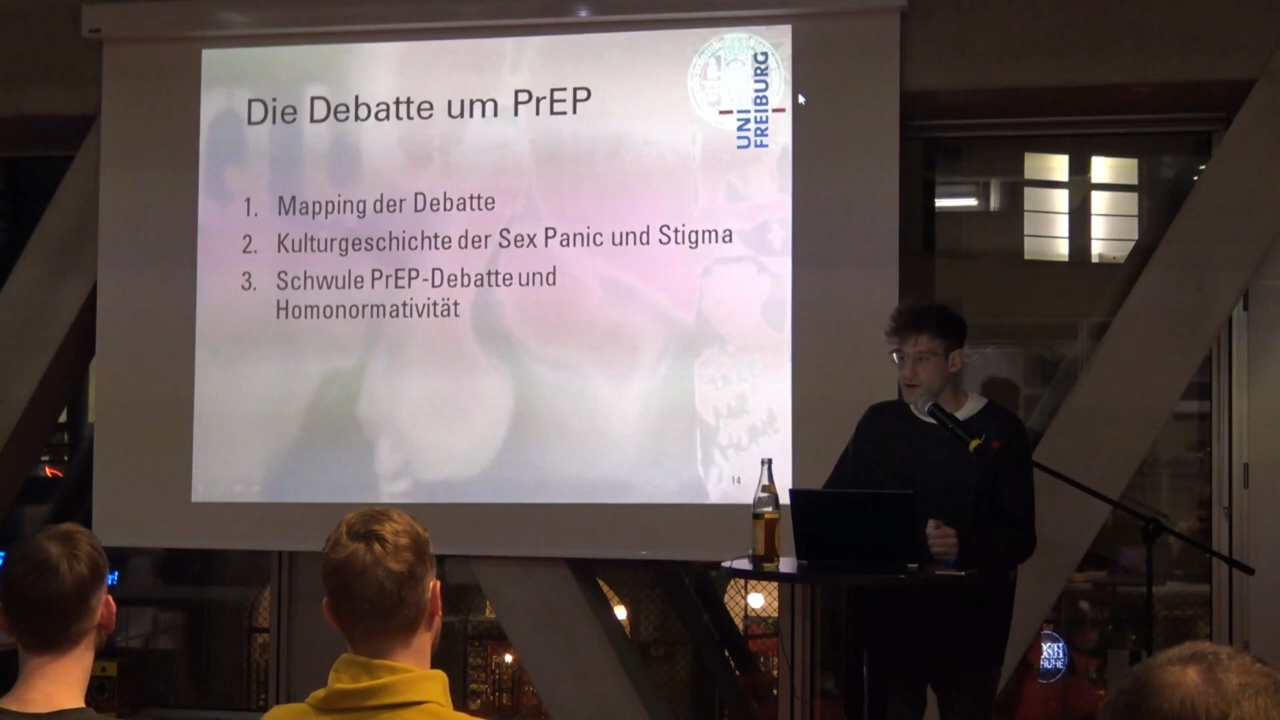 Die Debatte um PrEP
UNI
FREIBURG
1. Mapping der Debatte
2. Kulturgeschichte der Sex Panic und Stigma
3. Schwule PrEP-Debatte und
Homonormativität
14